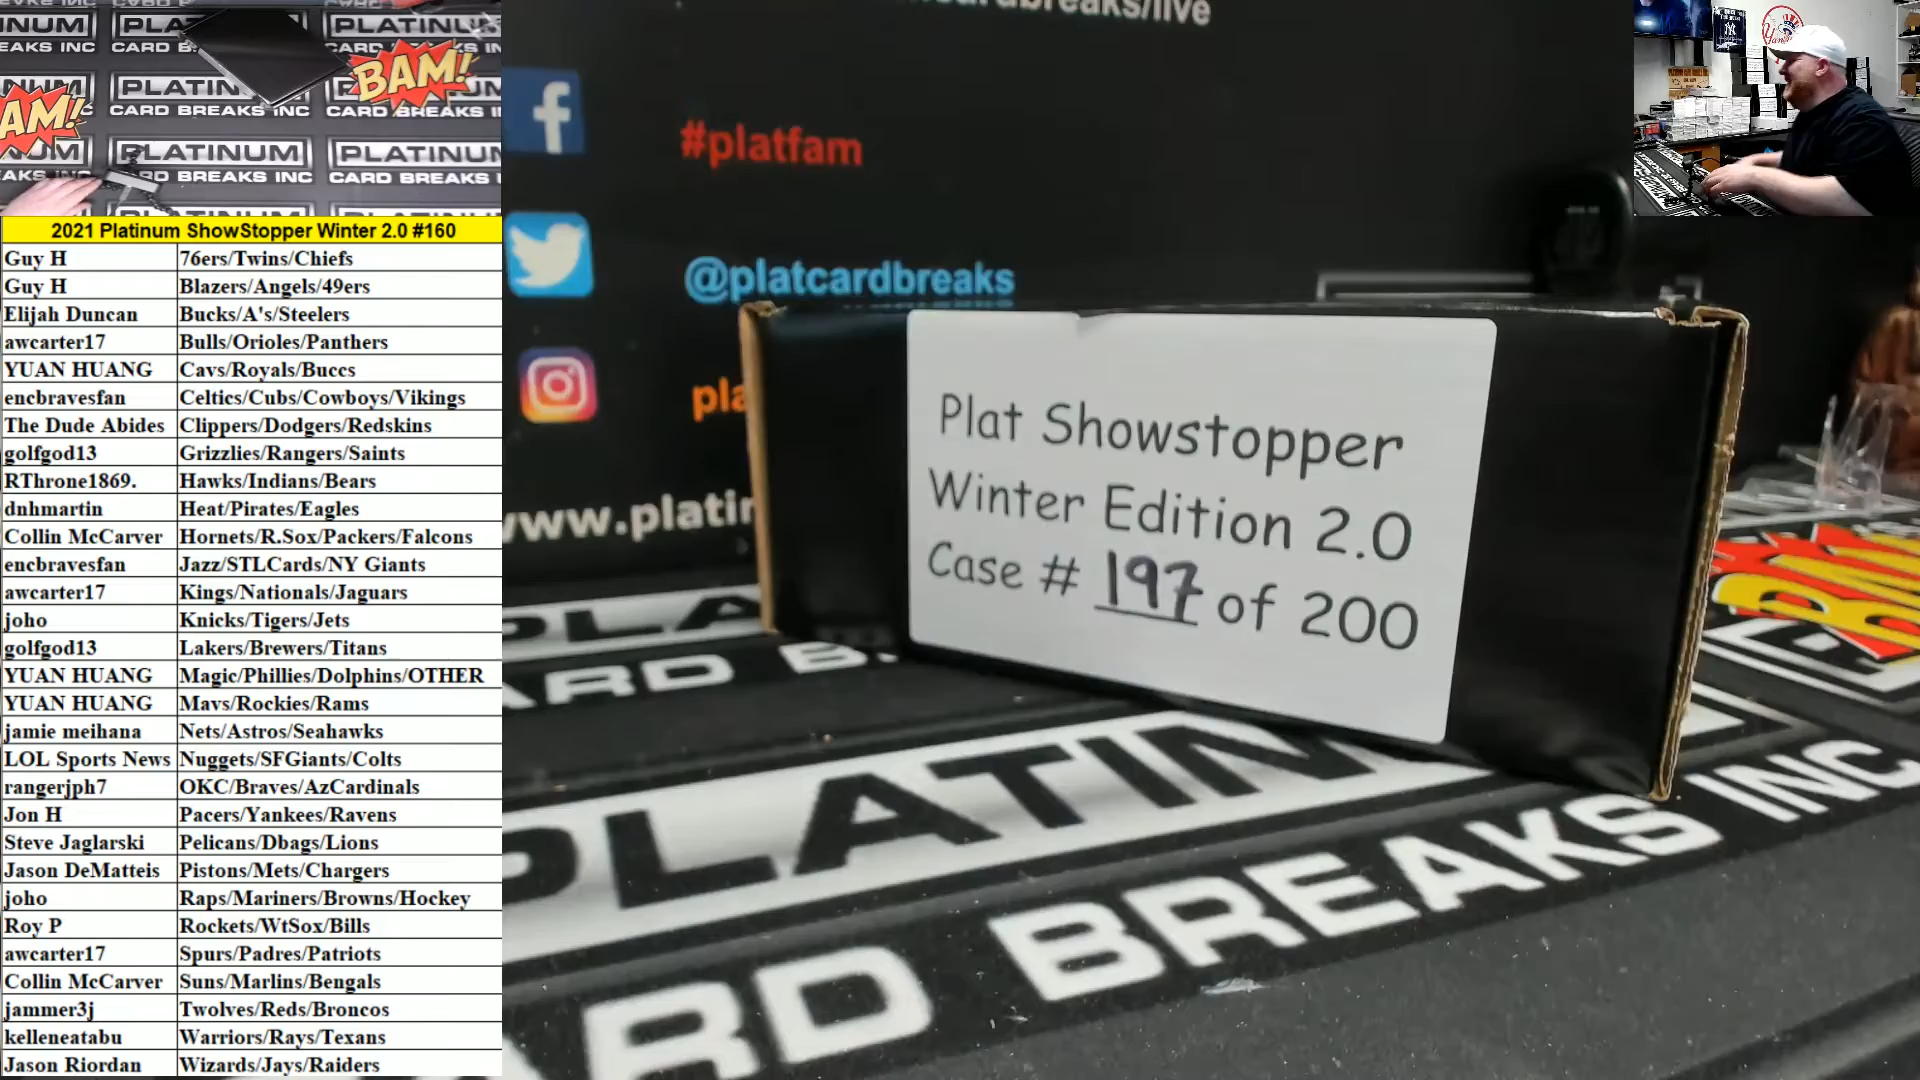 PLATINUM
CARD BREAKS INC
BAM!
2021 Platinum ShowStopper Winter 2.0 #160
Guy H 76ers/Twins/Chiefs
Guy H Blazers/Angels/49ers
Elijah Duncan Bucks/A's/Steelers
awcarter17 Bulls/Orioles/Panthers
YUAN HUANG Cavs/Royals/Buccs
encbravesfan Celtics/Cubs/Cowboys/Vikings
The Dude Abides Clippers/Dodgers/Redskins
golfgod13 Grizzlies/Rangers/Saints
RThrone1869. Hawks/Indians/Bears
dnhmartin Heat/Pirates/Eagles
Collin McCarver Hornets/R.Sox/Packers/Falcons
encbravesfan Jazz/STLCards/NY Giants
awcarter17 Kings/Nationals/Jaguars
joho Knicks/Tigers/Jets
golfgod13 Lakers/Brewers/Titans
YUAN HUANG Magic/Phillies/Dolphins/OTHER
YUAN HUANG Mavs/Rockies/Rams
jamie meihana Nets/Astros/Seahawks
LOL Sports News Nuggets/SFGiants/Colts
rangerjph7 OKC/Braves/AzCardinals
Jon H Pacers/Yankees/Ravens
Steve Jaglarski Pelicans/Dbags/Lions
Jason DeMatteis Pistons/Mets/Chargers
joho Raps/Mariners/Browns/Hockey
Roy P Rockets/WtSox/Bills
awcarter17 Spurs/Padres/Patriots
Collin McCarver Suns/Marlins/Bengals
jammer3j Twolves/Reds/Broncos
kelleneatabu Warriors/Rays/Texans
Jason Riordan Wizards/Jays/Raiders
#platfam
@platcardbreaks
pla
www.platin
Plat Showstopper
Winter Edition 2.0
Case # 197 of 200
PLATIN
ARD BREAKS INC